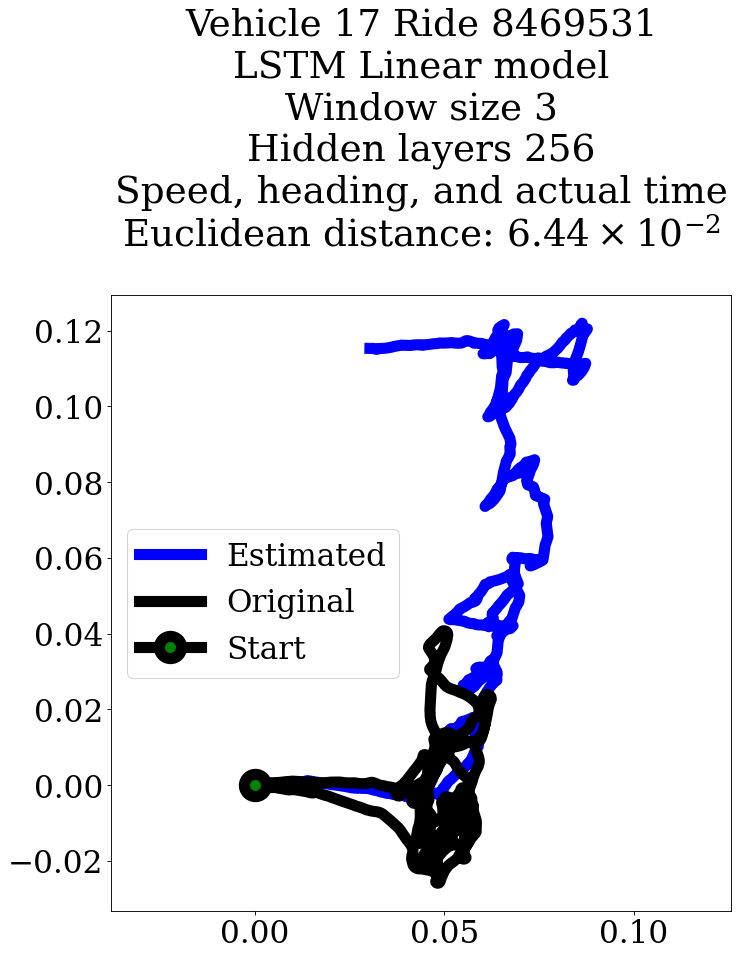 Vehicle 17 Ride 8469531
LSTM Linear model
Window size 3
Hidden layers 256
Speed, heading, and actual time
Euclidean distance: 6.44 × 10⁻²
0.12
0.10
0.08
0.06
0.04
0.02
0.00
−0.02
Estimated
Original
Start
0.00 0.05 0.10